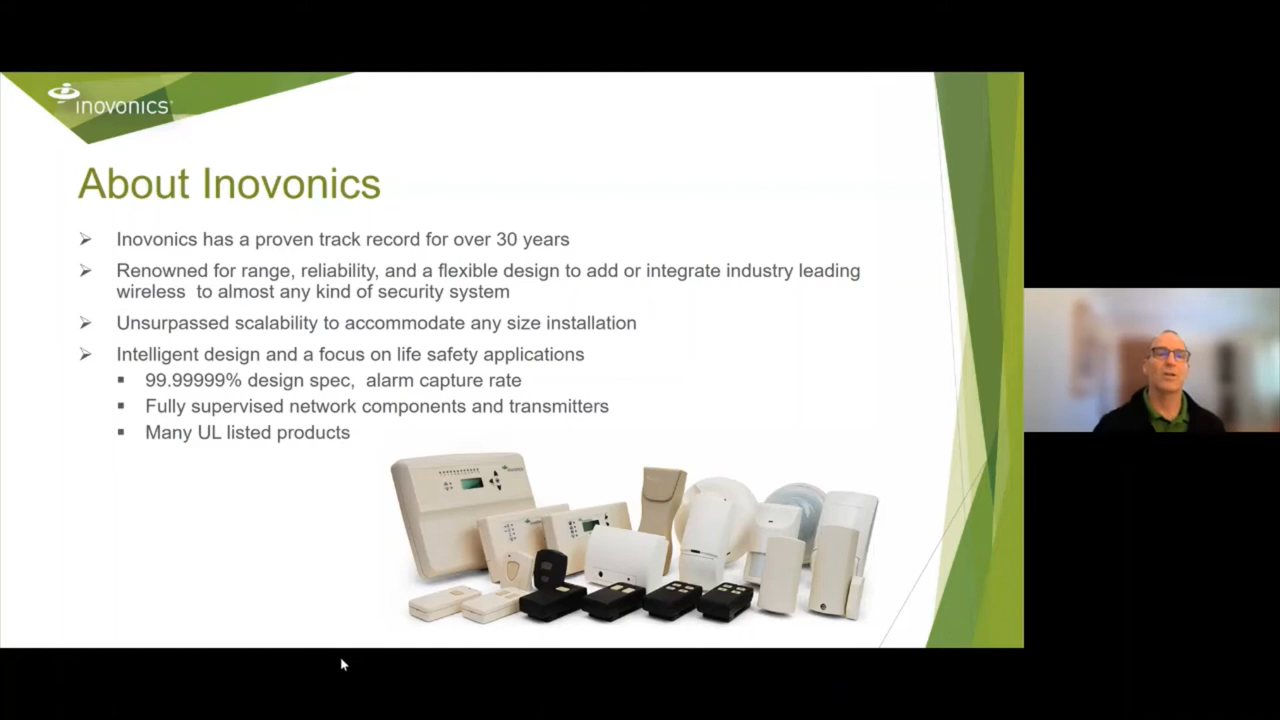 inovonics
About Inovonics
Inovonics has a proven track record for over 30 years
Renowned for range, reliability, and a flexible design to add or integrate industry leading
wireless to almost any kind of security system
Unsurpassed scalability to accommodate any size installation
Intelligent design and a focus on life safety applications
99.99999% design spec, alarm capture rate
Fully supervised network components and transmitters
Many UL listed products